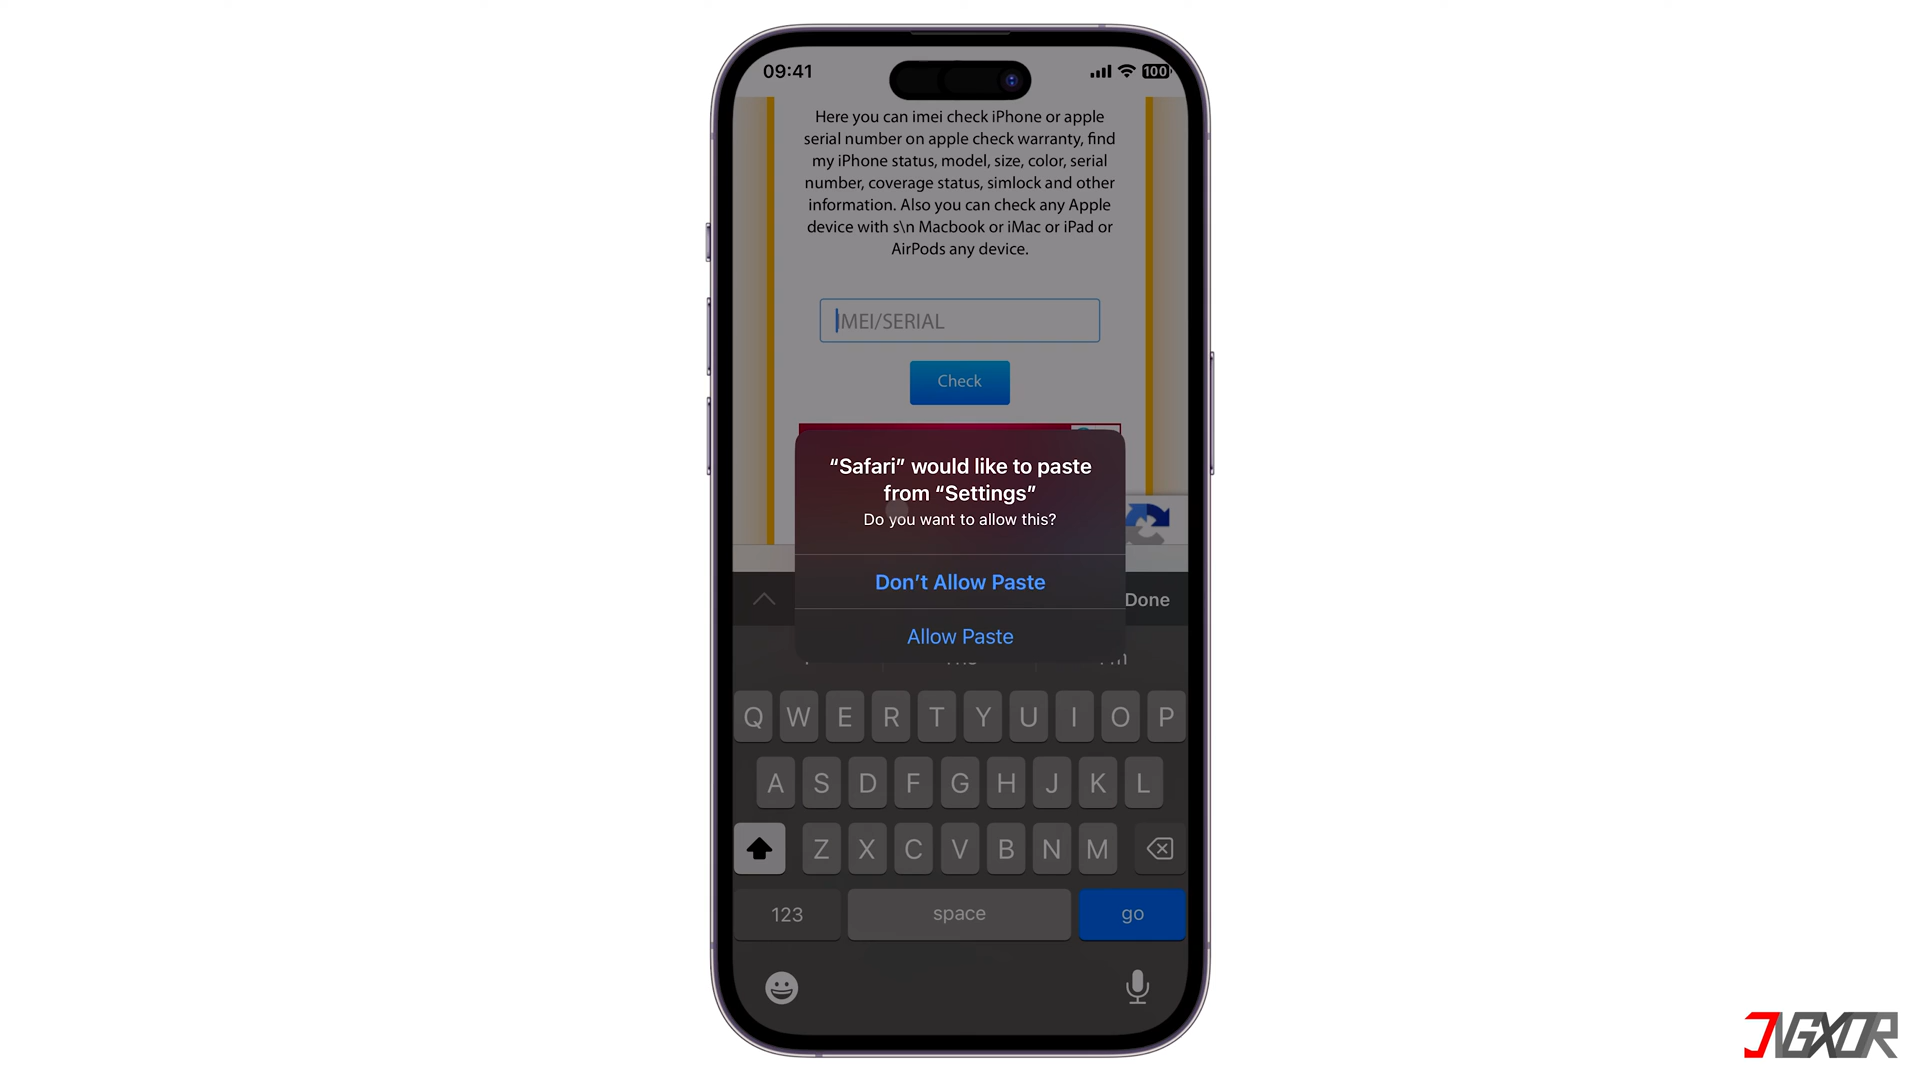 09:41
100
Here you can imei check iPhone or apple
serial number on apple check warranty, find
my iPhone status, model, size, color, serial
number, coverage status, simlock and other
information. Also you can check any Apple
device with s\n Macbook or iMac or iPad or
AirPods any device.
IMEI/SERIAL
Check
“Safari” would like to paste
from “Settings”
Do you want to allow this?
Don’t Allow Paste
Allow Paste
Done
Q W E R T Y U I O P
A S D F G H J K L
Z X C V B N M
123 space go
JVGXOR